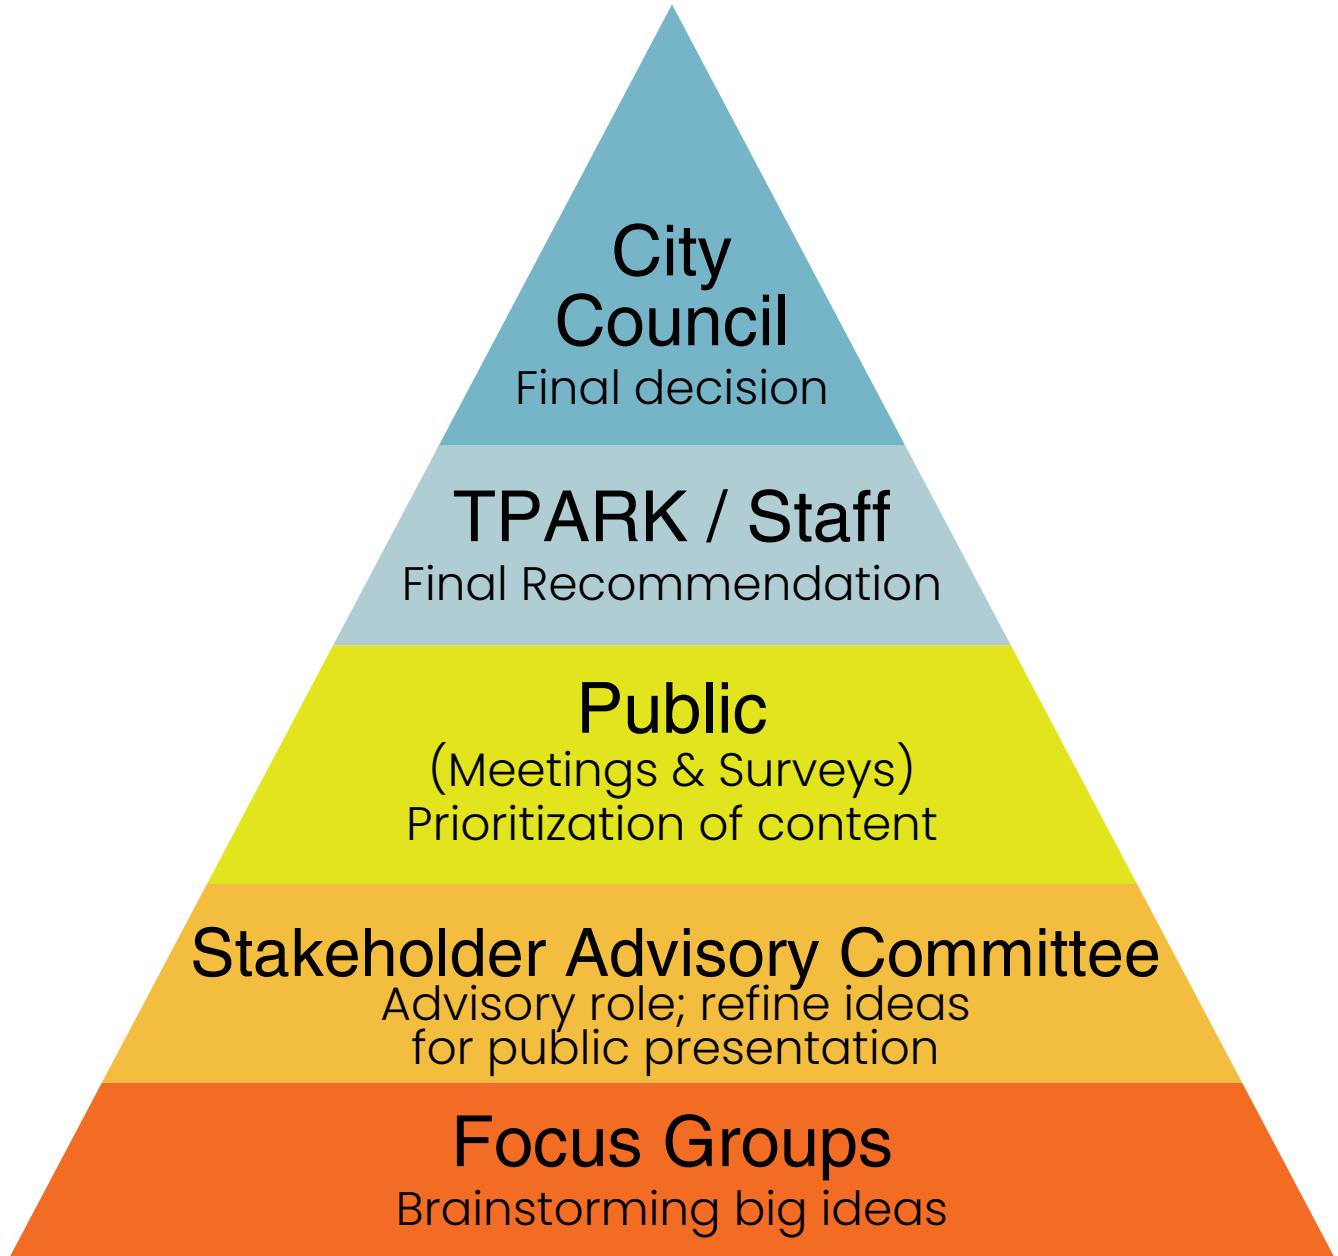 City
Council
Final decision
TPARK / Staff
Final Recommendation
Public
(Meetings & Surveys)
Prioritization of content
Stakeholder Advisory Committee
Advisory role; refine ideas
for public presentation
Focus Groups
Brainstorming big ideas